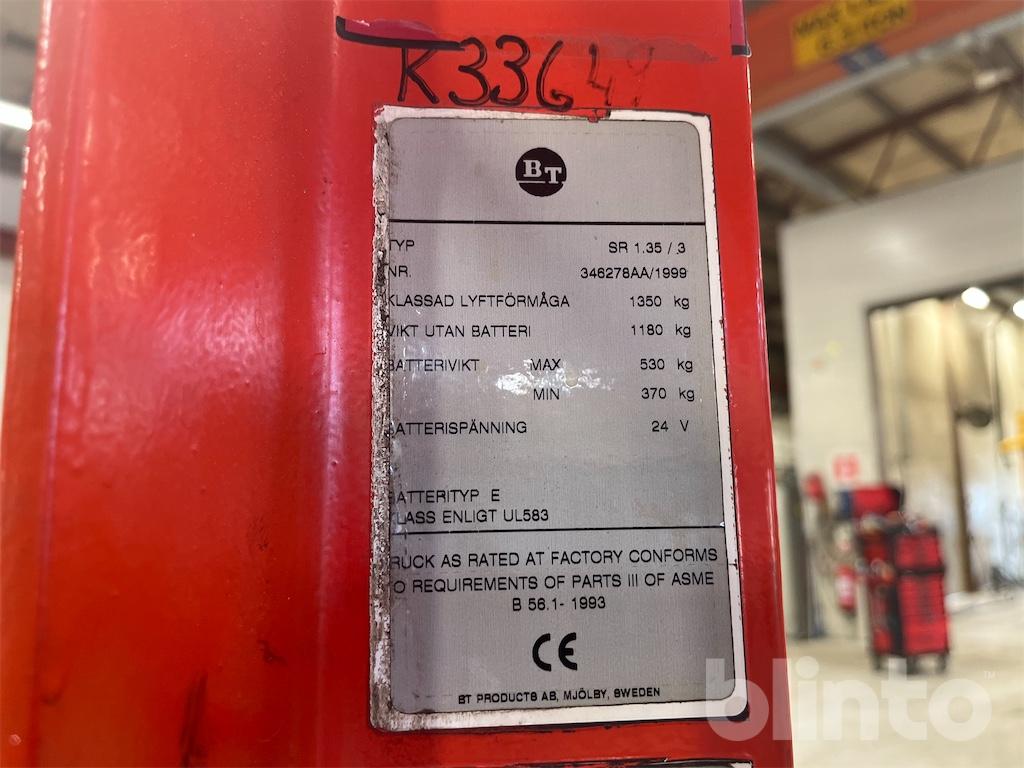 K3364
BT
TYP SR 1.35 / 3
NR. 346278AA/1999
KLASSAD LYFTFÖRMÅGA 1350 kg
VIKT UTAN BATTERI 1180 kg
BATTERIVIKT MAX 530 kg
MIN 370 kg
BATTERISPÄNNING 24 V
BATTERITYP E
KLASS ENLIGT UL583
TRUCK AS RATED AT FACTORY CONFORMS
TO REQUIREMENTS OF PARTS III OF ASME
B 56.1- 1993
CE
BT PRODUCTS AB, MJÖLBY, SWEDEN
blinto™